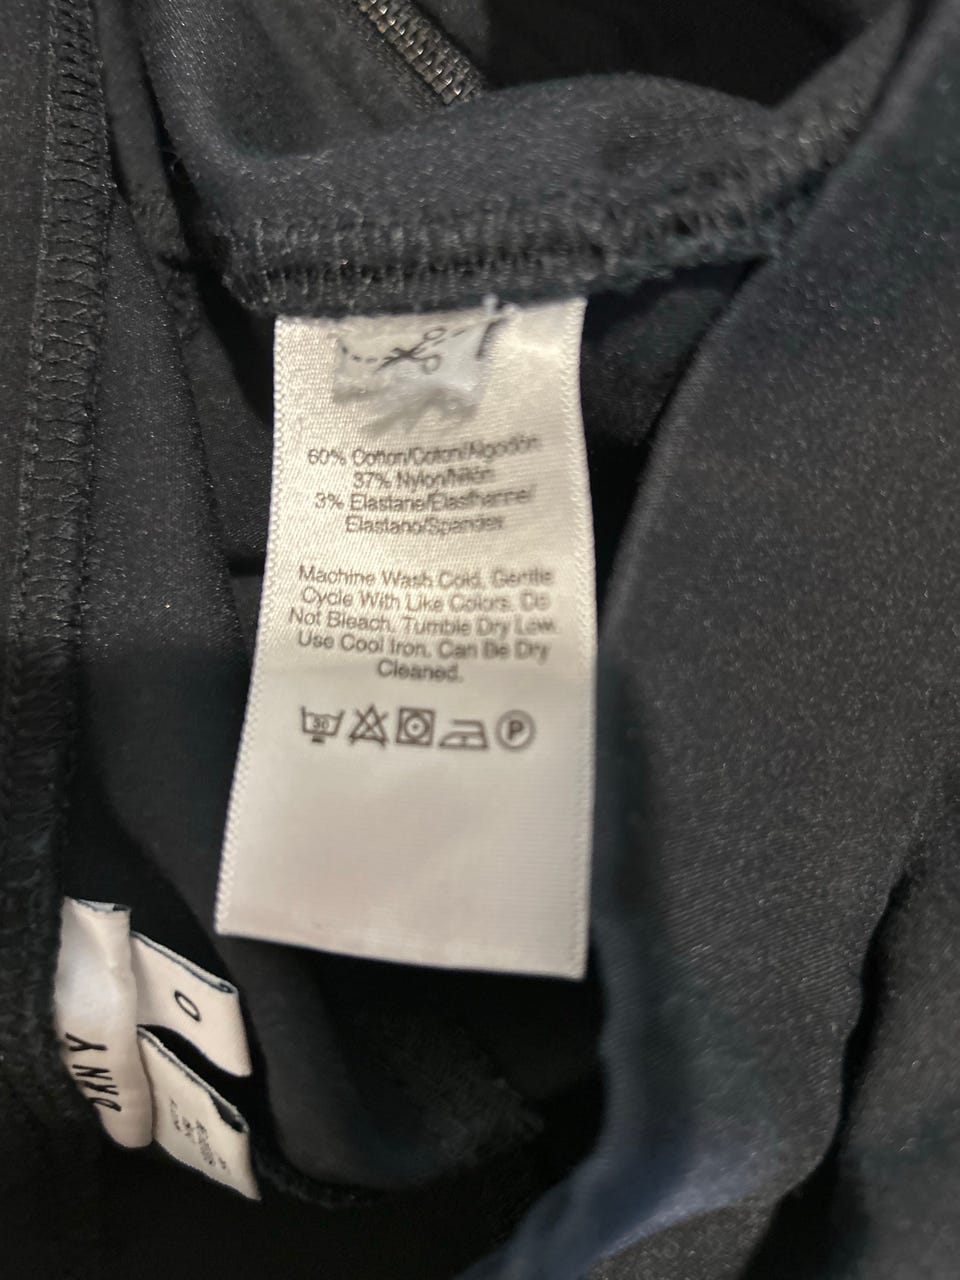 60% Cotton/Coton/Algodón
37% Nylon/Nilón
3% Elastane/Elasthanne/
Elastano/Spandex
Machine Wash Cold. Gentle
Cycle With Like Colors. Do
Not Bleach. Tumble Dry Low.
Use Cool Iron. Can Be Dry
Cleaned.
30 P
0
DKNY